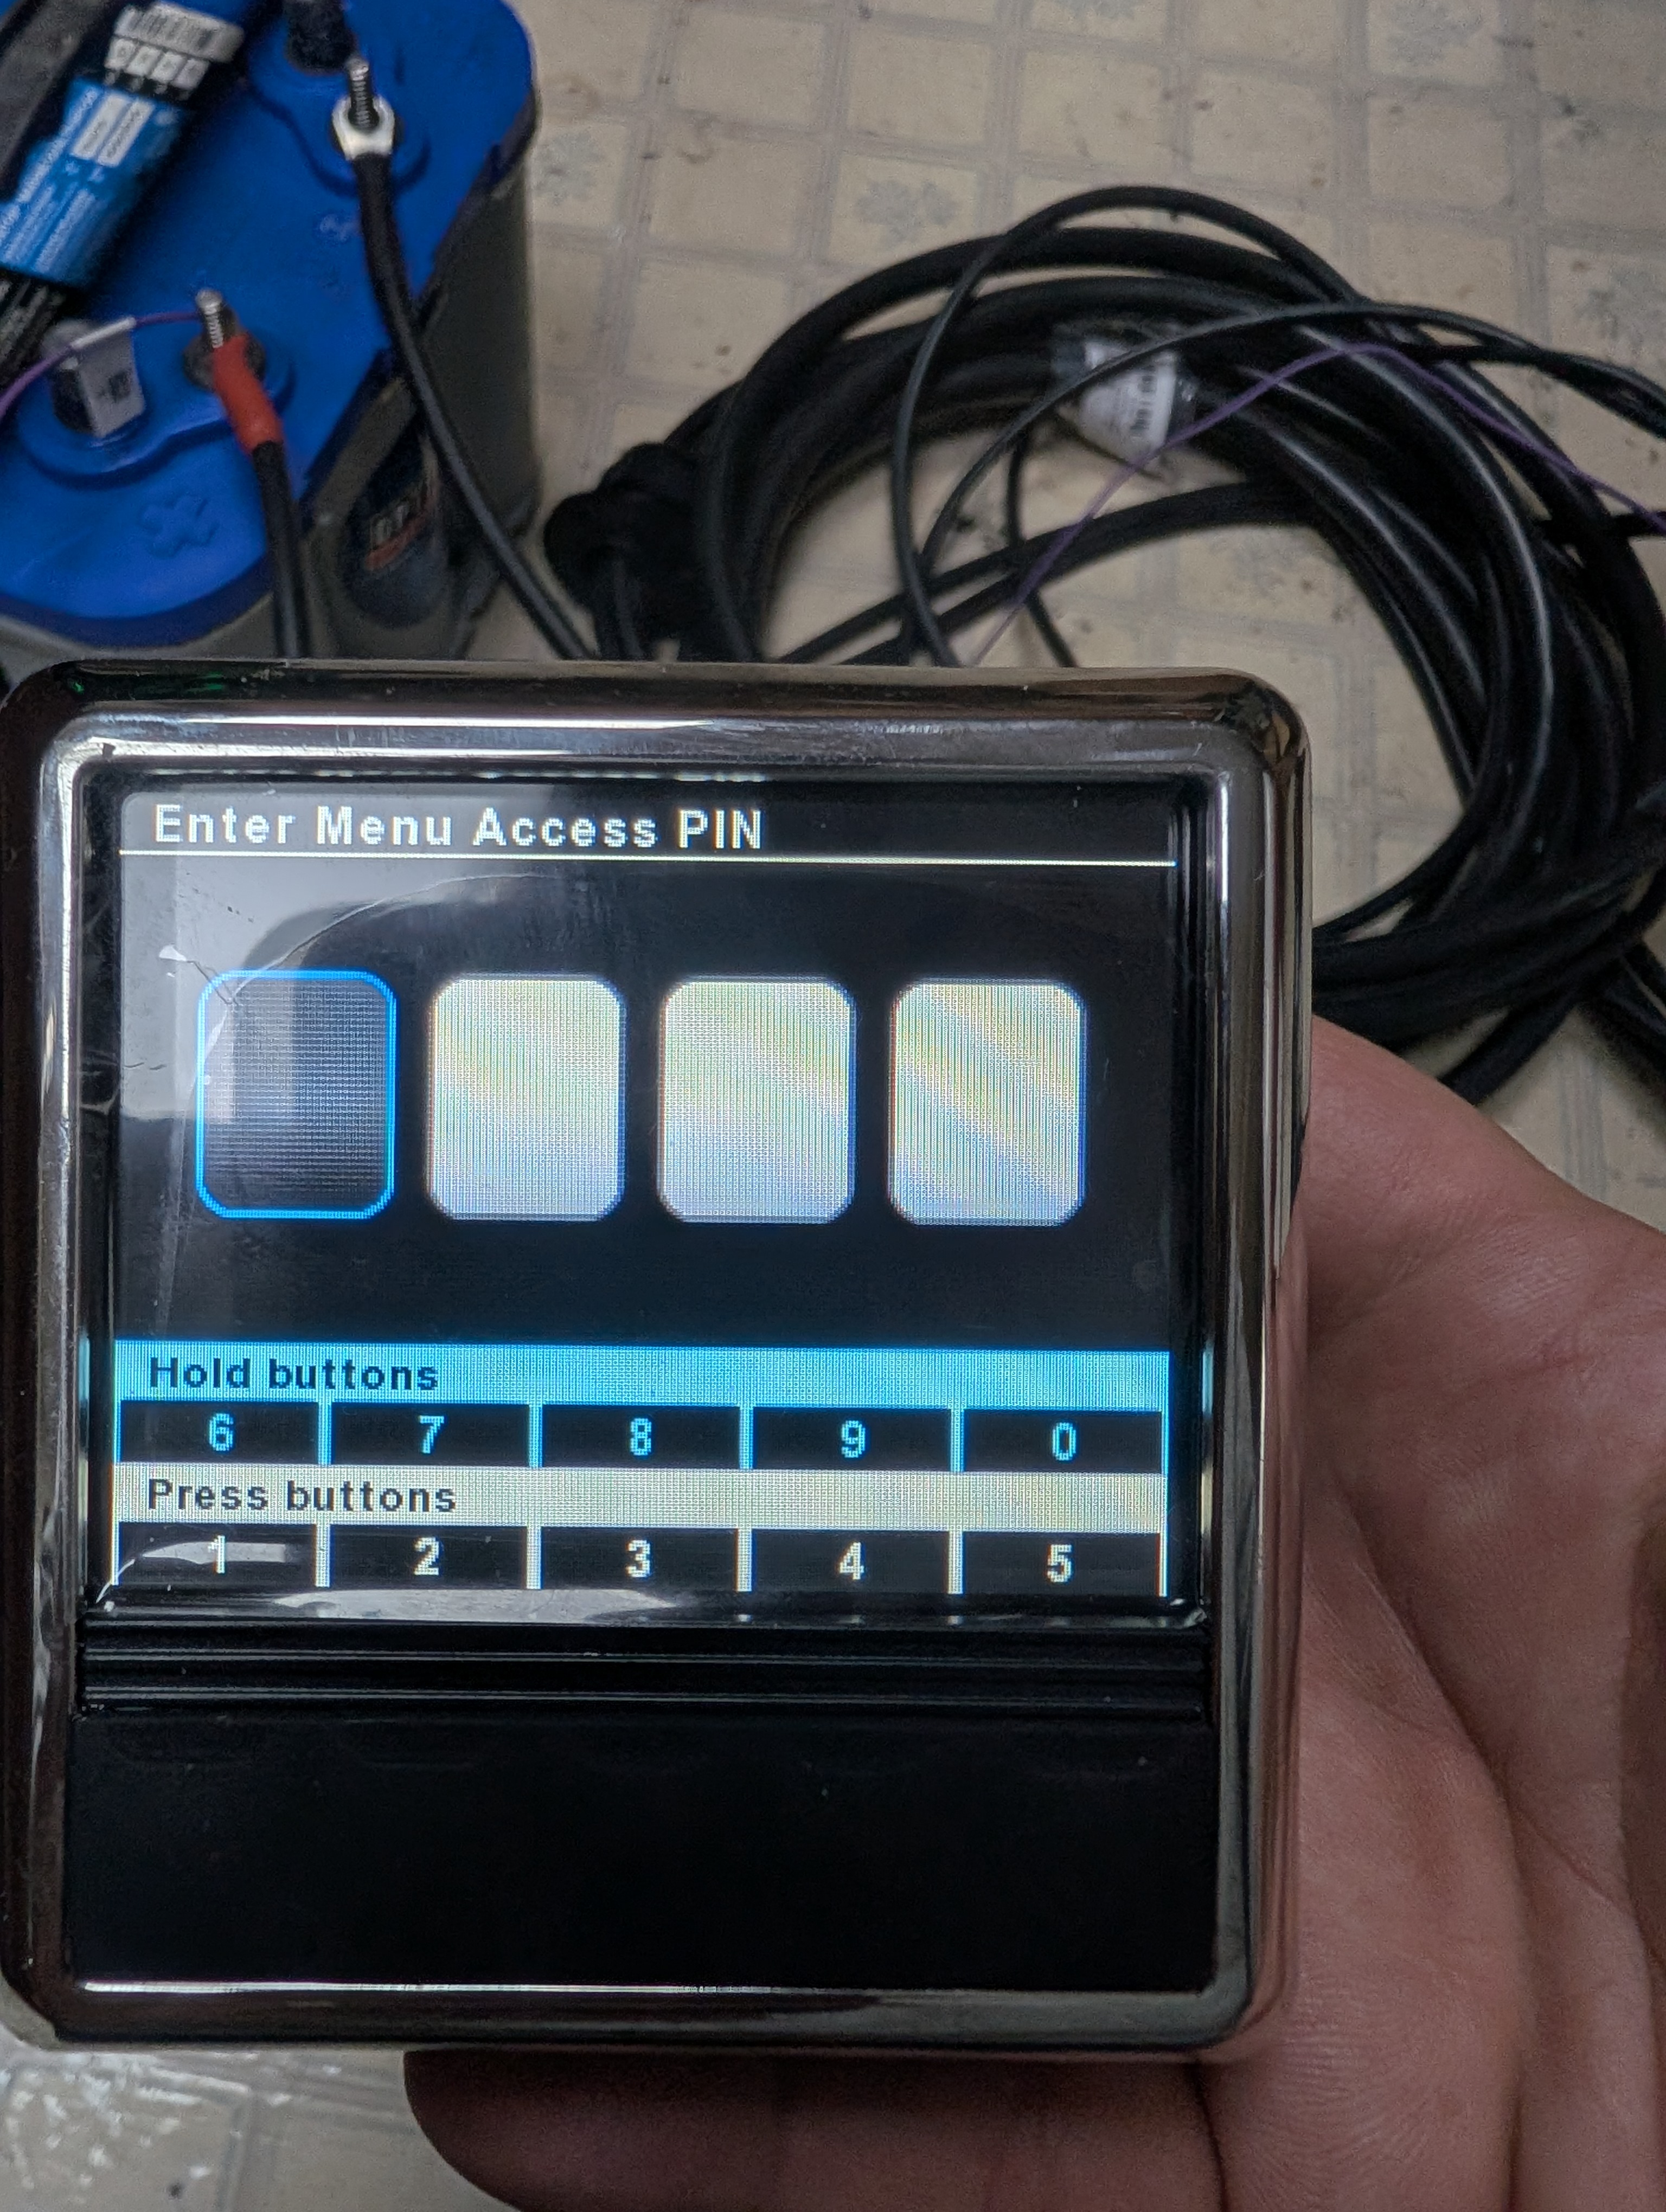 Enter Menu Access PIN
Hold buttons
6 7 8 9 0
Press buttons
1 2 3 4 5